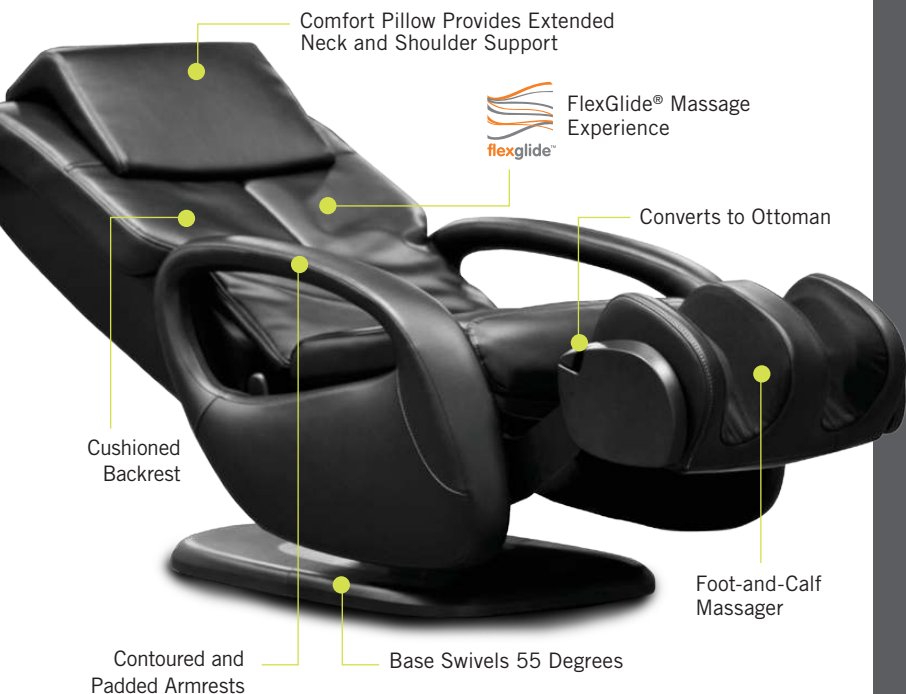 Comfort Pillow Provides Extended
Neck and Shoulder Support
FlexGlide® Massage
Experience
flexglide™
Converts to Ottoman
Cushioned
Backrest
Foot-and-Calf
Massager
Contoured and
Padded Armrests
Base Swivels 55 Degrees